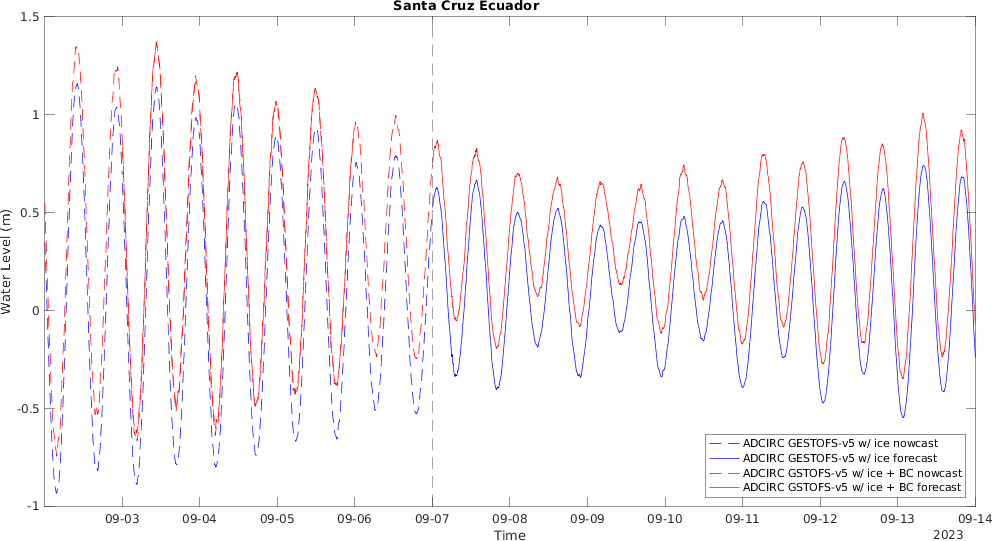 Santa Cruz Ecuador
1.5
1
0.5
0
-0.5
-1
Water Level (m)
09-03
09-04
09-05
09-06
09-07
09-08
09-09
09-10
09-11
09-12
09-13
09-14
Time
2023
ADCIRC GESTOFS-v5 w/ ice nowcast
ADCIRC GESTOFS-v5 w/ ice forecast
ADCIRC GSTOFS-v5 w/ ice + BC nowcast
ADCIRC GSTOFS-v5 w/ ice + BC forecast